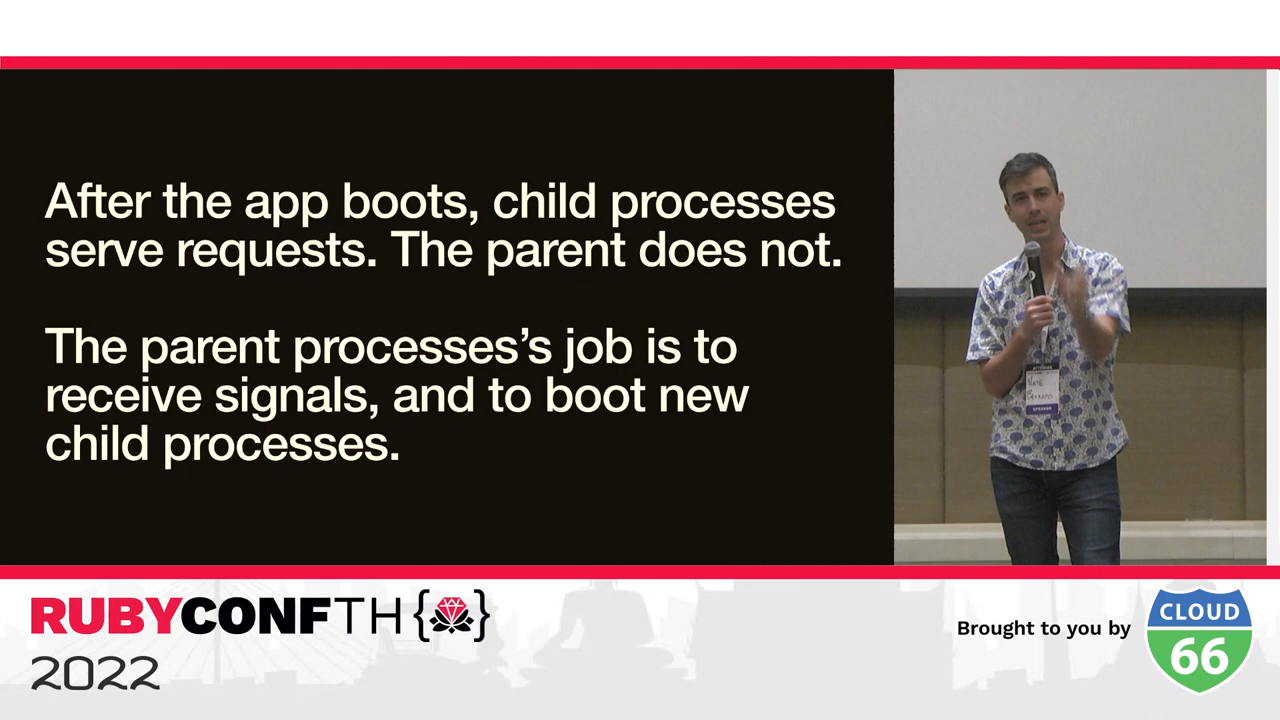 After the app boots, child processes
serve requests. The parent does not.
The parent processes's job is to
receive signals, and to boot new
child processes.
SPEAKER
RUBYCONFTH
2022
Brought to you by
CLOUD
66